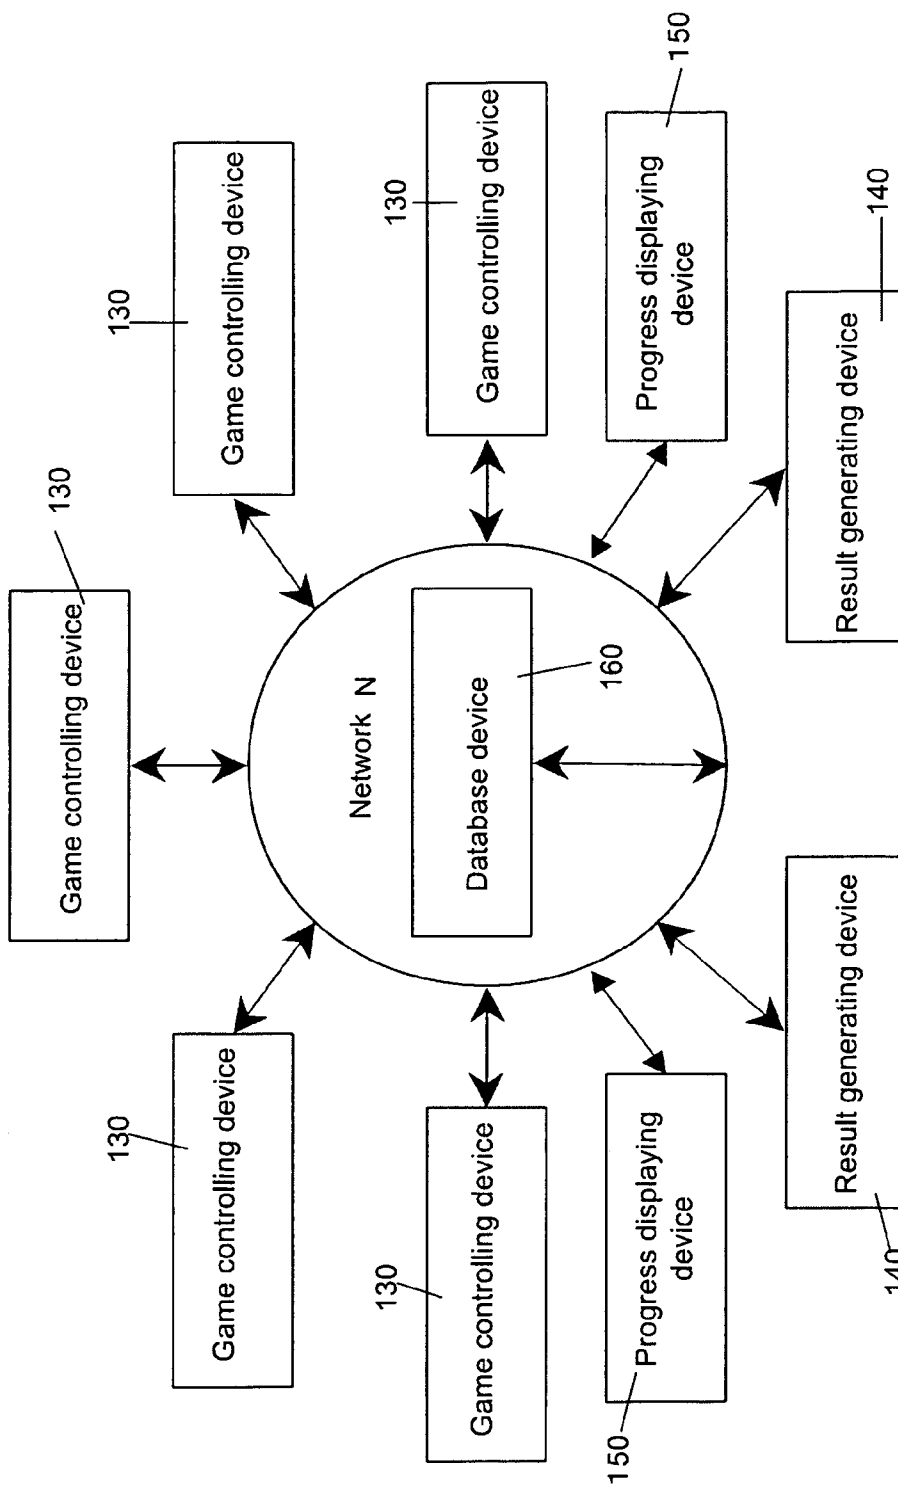 Game controlling device
130
130
130
Game controlling device
Game controlling device
Network N
130
130
Game controlling device
Database device
Game controlling device
160
150
Progress displaying
device
Progress displaying
device
150
Result generating device
Result generating device
140
140